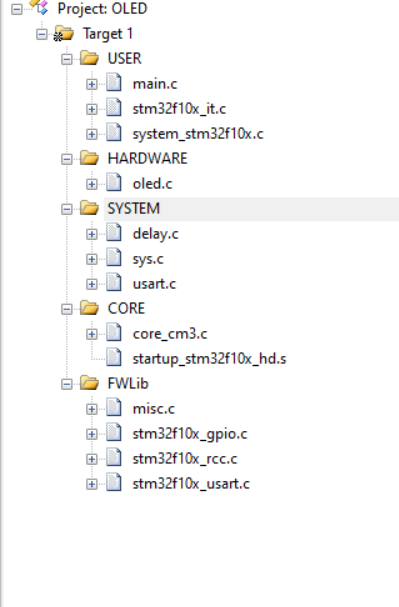 Project: OLED
Target 1
USER
main.c
stm32f10x_it.c
system_stm32f10x.c
HARDWARE
oled.c
SYSTEM
delay.c
sys.c
usart.c
CORE
core_cm3.c
startup_stm32f10x_hd.s
FWLib
misc.c
stm32f10x_gpio.c
stm32f10x_rcc.c
stm32f10x_usart.c